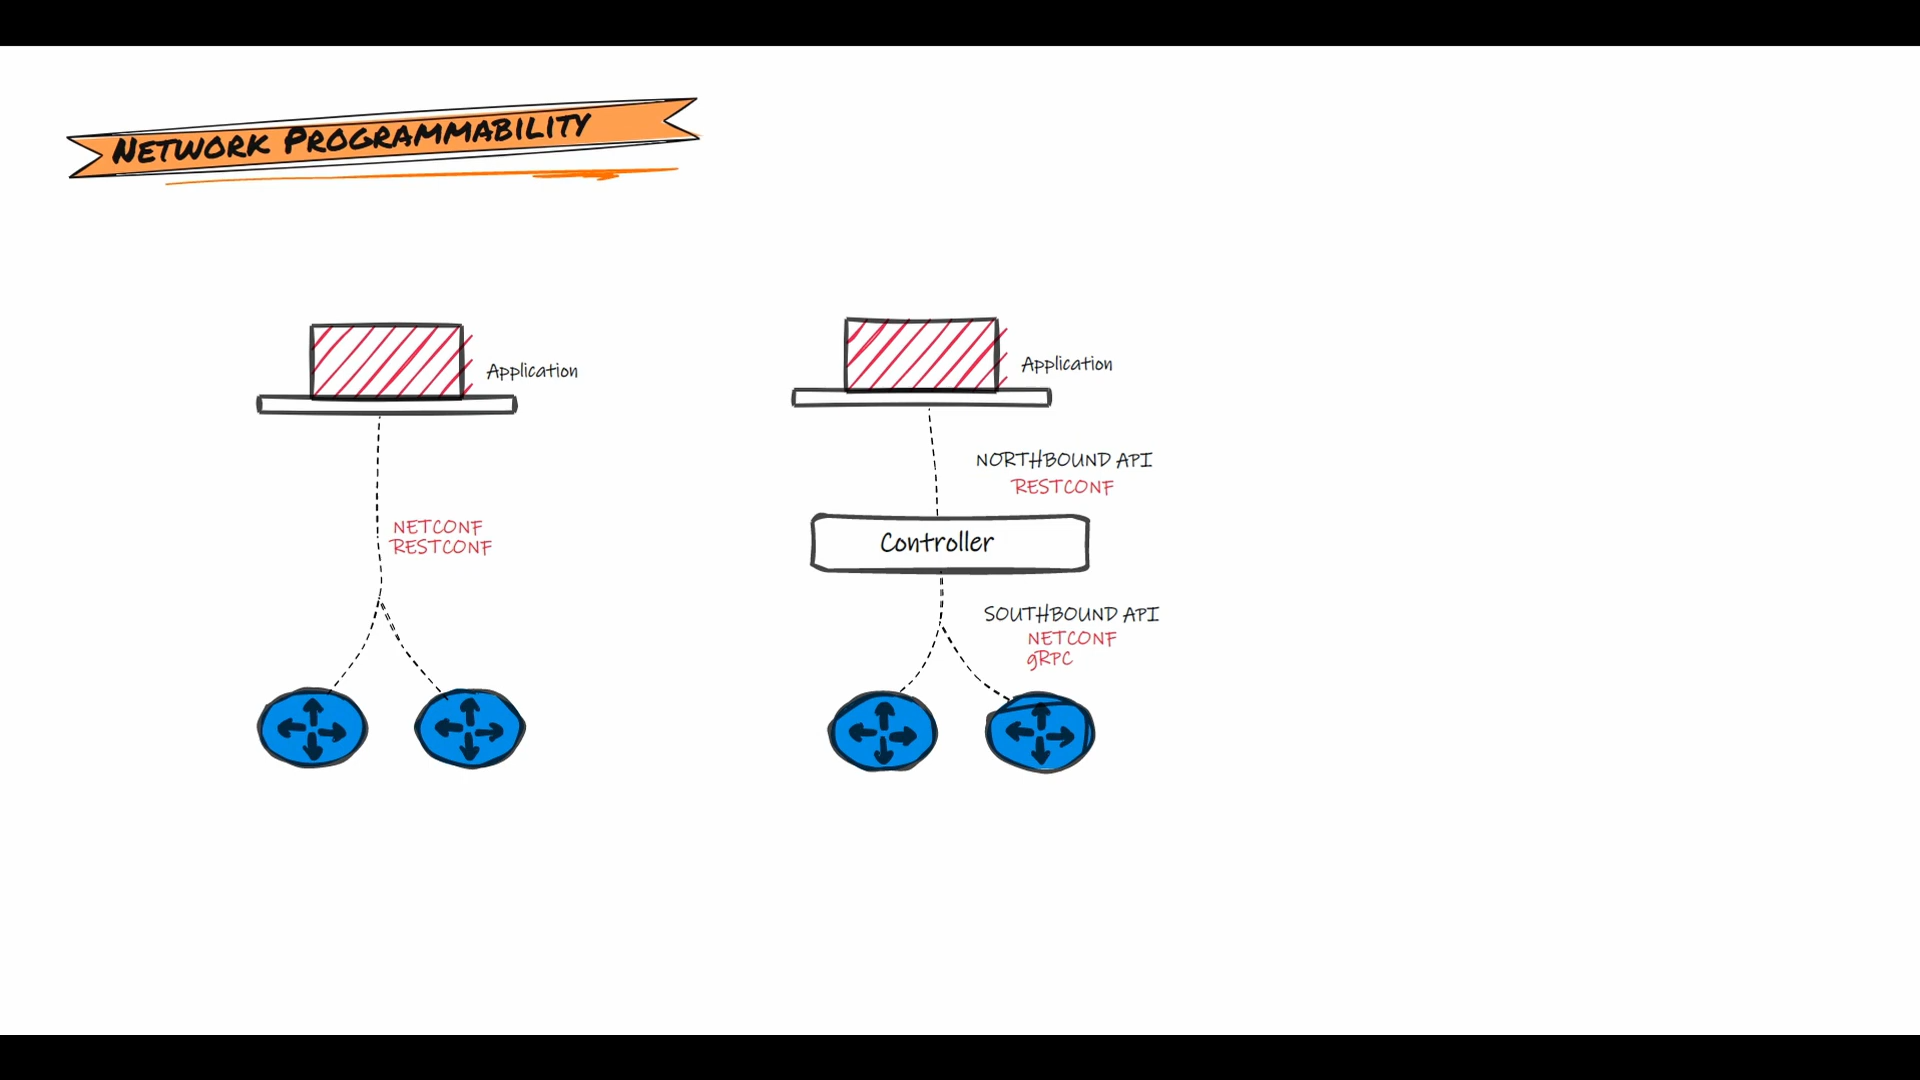 NETWORK PROGRAMMABILITY
Application
NETCONF
RESTCONF
Application
NORTHBOUND API
RESTCONF
Controller
SOUTHBOUND API
NETCONF
gRPC